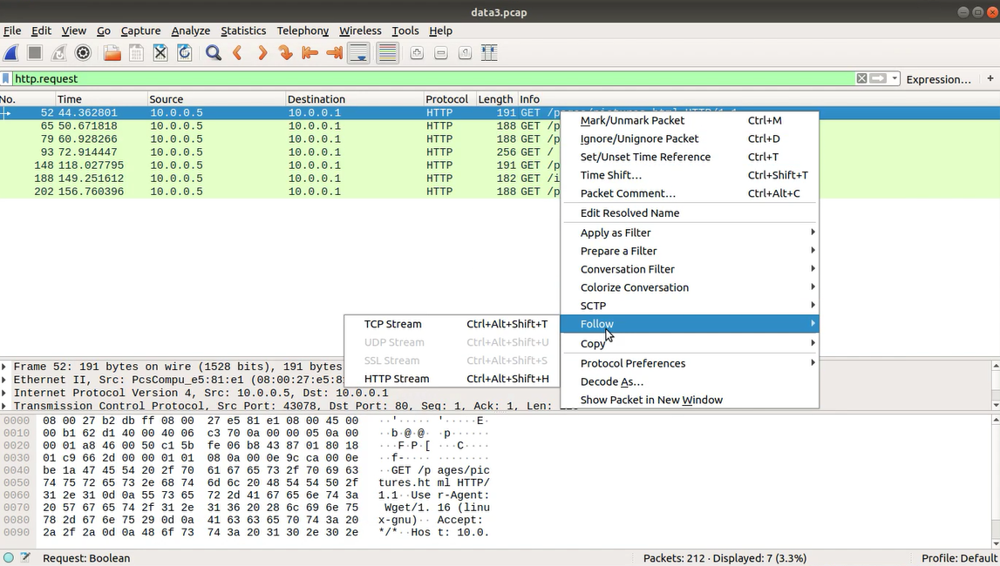 data3.pcap
File Edit View Go Capture Analyze Statistics Telephony Wireless Tools Help
http.request Expression… +
No. Time Source Destination Protocol Length Info
52 44.362801 10.0.0.5 10.0.0.1 HTTP 191 GET /pages/pictures.html HTTP/1.1
65 50.671818 10.0.0.5 10.0.0.1 HTTP 188 GET /p
79 60.928266 10.0.0.5 10.0.0.1 HTTP 188 GET /p
93 72.914447 10.0.0.5 10.0.0.1 HTTP 256 GET /
148 118.027795 10.0.0.5 10.0.0.1 HTTP 191 GET /p
188 149.251612 10.0.0.5 10.0.0.1 HTTP 182 GET /i
202 156.760396 10.0.0.5 10.0.0.1 HTTP 188 GET /p
Mark/Unmark Packet Ctrl+M
Ignore/Unignore Packet Ctrl+D
Set/Unset Time Reference Ctrl+T
Time Shift… Ctrl+Shift+T
Packet Comment… Ctrl+Alt+C
Edit Resolved Name
Apply as Filter
Prepare a Filter
Conversation Filter
Colorize Conversation
SCTP
Follow
Copy
Protocol Preferences
Decode As…
Show Packet in New Window
TCP Stream Ctrl+Alt+Shift+T
UDP Stream Ctrl+Alt+Shift+U
SSL Stream Ctrl+Alt+Shift+S
HTTP Stream Ctrl+Alt+Shift+H
Frame 52: 191 bytes on wire (1528 bits), 191 bytes
Ethernet II, Src: PcsCompu_e5:81:e1 (08:00:27:e5:8
Internet Protocol Version 4, Src: 10.0.0.5, Dst: 10.0.0.1
Transmission Control Protocol, Src Port: 43078, Dst Port: 80, Seq: 1, Ack: 1, Len:
0000 08 00 27 b2 db ff 08 00 27 e5 81 e1 08 00 45 00 ··'·····'·····E·
0010 00 b1 62 d1 40 00 40 06 c3 70 0a 00 00 05 0a 00 ··b·@·@··p······
0020 00 01 a8 46 00 50 c1 5b fe 06 b8 43 87 01 80 18 ···F·P·[···C····
0030 01 c9 66 2d 00 00 01 01 08 0a 00 0e 9c ca 00 0e ··f-············
0040 be 1a 47 45 54 20 2f 70 61 67 65 73 2f 70 69 63 ··GET /pages/pic
0050 74 75 72 65 73 2e 68 74 6d 6c 20 48 54 54 50 2f tures.html HTTP/
0060 31 2e 31 0d 0a 55 73 65 72 2d 41 67 65 6e 74 3a 1.1··User-Agent:
0070 20 57 67 65 74 2f 31 2e 31 36 20 28 6c 69 6e 75 Wget/1.16 (linu
0080 78 2d 67 6e 75 29 0d 0a 41 63 63 65 70 74 3a 20 x-gnu)··Accept:
0090 2a 2f 2a 0d 0a 48 6f 73 74 3a 20 31 30 2e 30 2e */*··Host: 10.0.
Request: Boolean Packets: 212 · Displayed: 7 (3.3%) Profile: Default